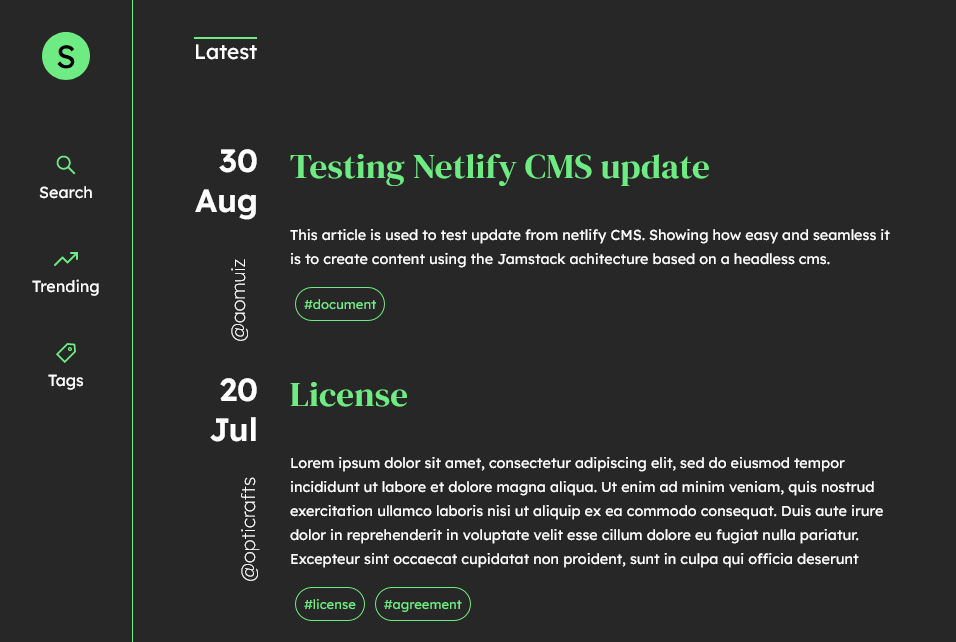 S
Search
Trending
Tags
Latest
30
Aug
@aomuiz
Testing Netlify CMS update
This article is used to test update from netlify CMS. Showing how easy and seamless it
is to create content using the Jamstack achitecture based on a headless cms.
#document
20
Jul
@opticrafts
License
Lorem ipsum dolor sit amet, consectetur adipiscing elit, sed do eiusmod tempor
incididunt ut labore et dolore magna aliqua. Ut enim ad minim veniam, quis nostrud
exercitation ullamco laboris nisi ut aliquip ex ea commodo consequat. Duis aute irure
dolor in reprehenderit in voluptate velit esse cillum dolore eu fugiat nulla pariatur.
Excepteur sint occaecat cupidatat non proident, sunt in culpa qui officia deserunt
#license #agreement